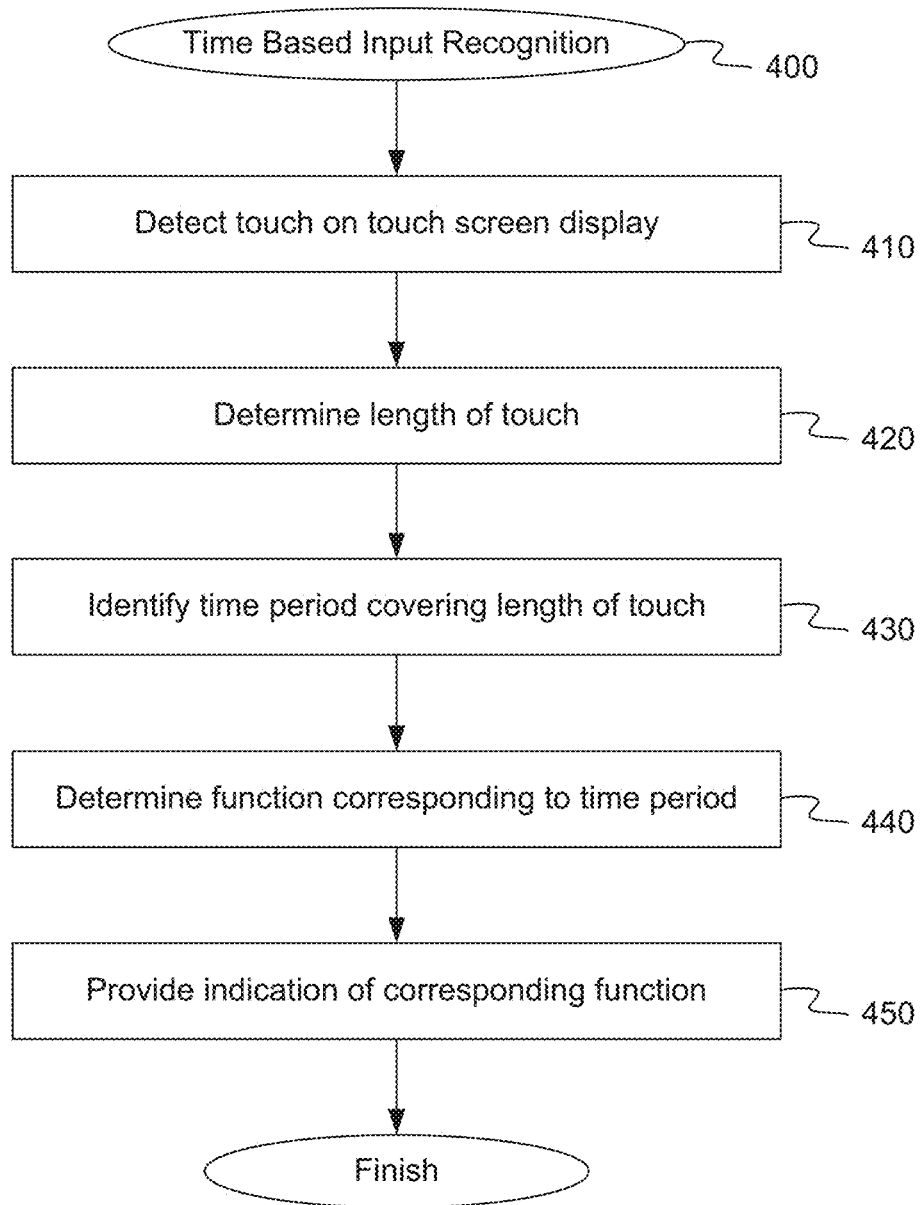 Time Based Input Recognition
400
Detect touch on touch screen display
410
Determine length of touch
420
Identify time period covering length of touch
430
Determine function corresponding to time period
440
Provide indication of corresponding function
450
Finish